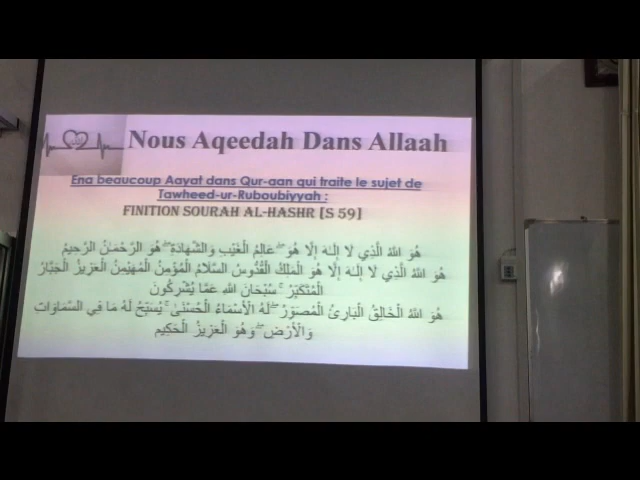 Nous Aqeedah Dans Allaah
Ena beaucoup Aayat dans Qur-aan qui traite le sujet de
Tawheed-ur-Ruboubiyyah :
FINITION SOURAH AL-HASHR [S 59]
هُوَ اللَّهُ الَّذِي لَا إِلَٰهَ إِلَّا هُوَ ۖ عَالِمُ الْغَيْبِ وَالشَّهَادَةِ ۖ هُوَ الرَّحْمَٰنُ الرَّحِيمُ
هُوَ اللَّهُ الَّذِي لَا إِلَٰهَ إِلَّا هُوَ الْمَلِكُ الْقُدُّوسُ السَّلَامُ الْمُؤْمِنُ الْمُهَيْمِنُ الْعَزِيزُ الْجَبَّارُ
الْمُتَكَبِّرُ ۚ سُبْحَانَ اللَّهِ عَمَّا يُشْرِكُونَ
هُوَ اللَّهُ الْخَالِقُ الْبَارِئُ الْمُصَوِّرُ ۖ لَهُ الْأَسْمَاءُ الْحُسْنَىٰ ۚ يُسَبِّحُ لَهُ مَا فِي السَّمَاوَاتِ
وَالْأَرْضِ ۖ وَهُوَ الْعَزِيزُ الْحَكِيمُ